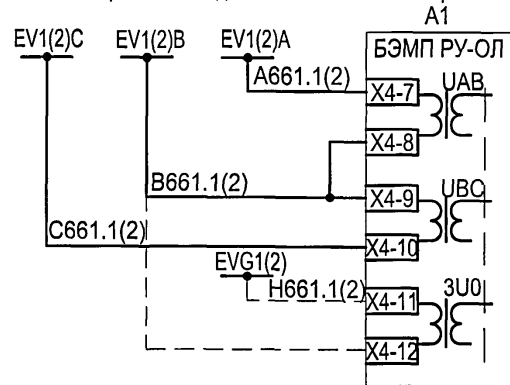 A1
EV1(2)C EV1(2)B EV1(2)A БЭМП РУ-ОЛ
A661.1(2) X4-7 UAB
X4-8
B661.1(2) X4-9 UBC
C661.1(2) X4-10
EVG1(2)
H661.1(2) X4-11 3U0
X4-12